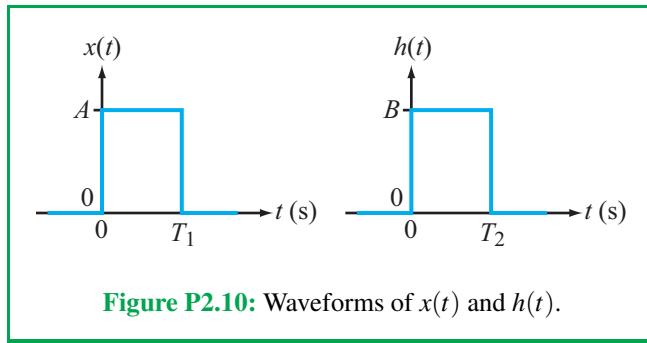 x(t)
A
0
0
T1
t (s)
h(t)
B
0
0
T2
t (s)
Figure P2.10: Waveforms of x(t) and h(t).